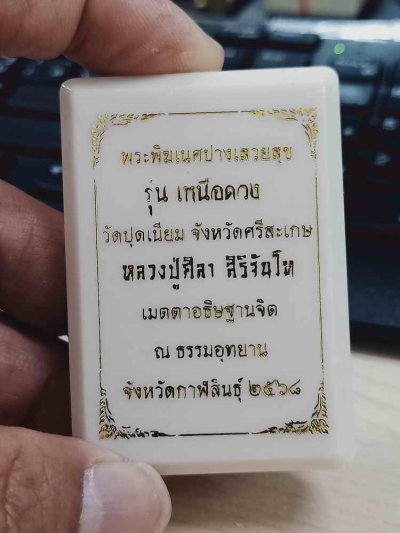 พระพิฆเนศปางเสวยสุข
รุ่น เหนือดวง
วัดปุดเนียม จังหวัดศรีสะเกษ
หลวงปู่ศิลา สิริจันโท
เมตตาอธิษฐานจิต
ณ ธรรมอุทยาน
จังหวัดกาฬสินธุ์ ๒๕๖๘